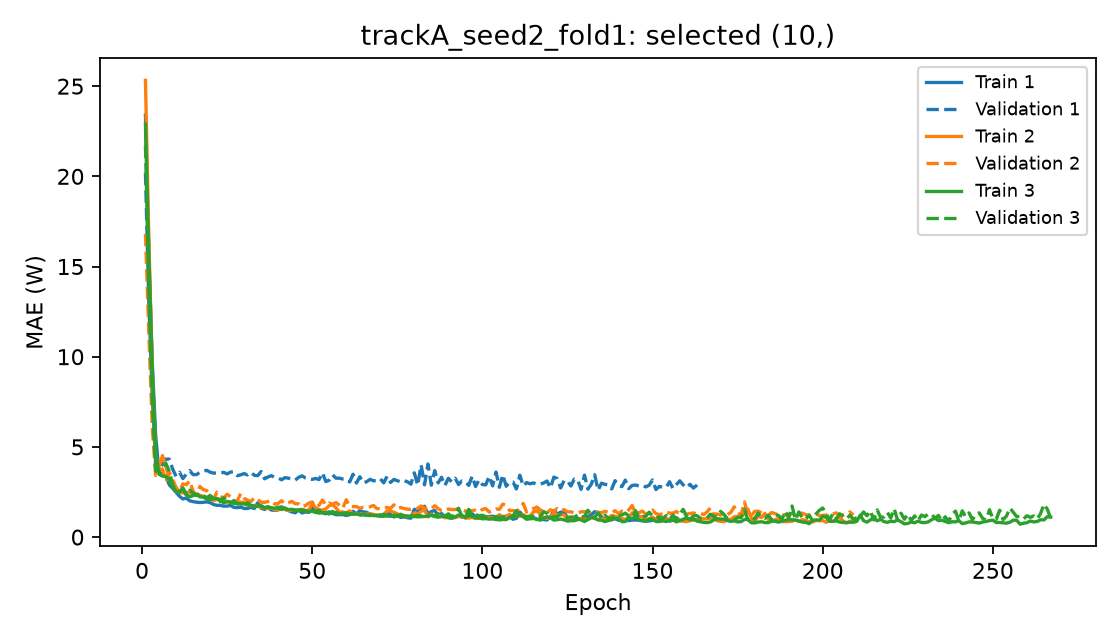 trackA_seed2_fold1: selected (10,)
Train 1
Validation 1
Train 2
Validation 2
Train 3
Validation 3
25
20
15
10
5
0
MAE (W)
0 50 100 150 200 250
Epoch